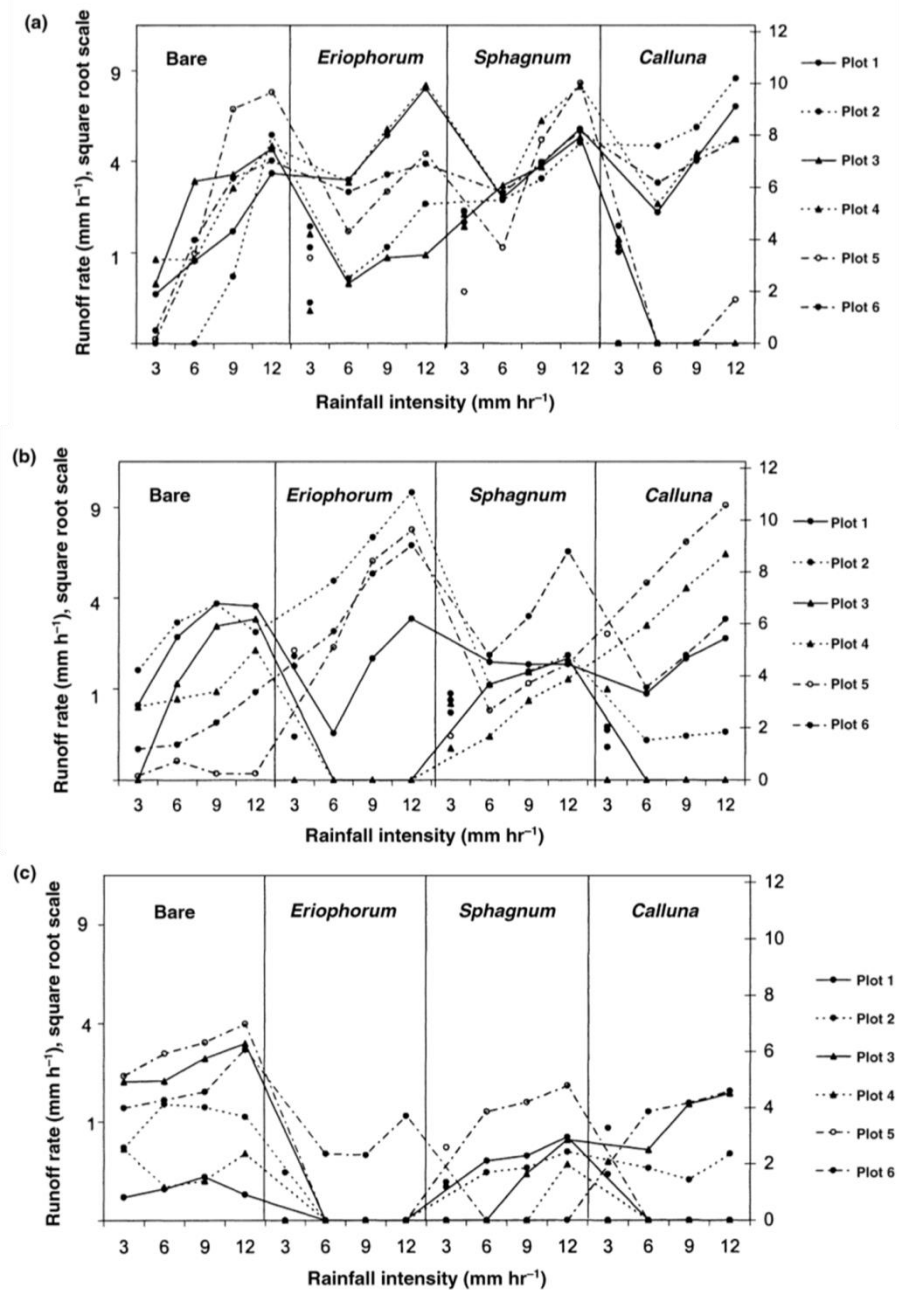 (a)
Bare
Eriophorum
Sphagnum
Calluna
Runoff rate (mm h⁻¹), square root scale
9
4
1
12
10
8
6
4
2
0
3 6 9 12 3 6 9 12 3 6 9 12 3 6 9 12
Rainfall intensity (mm hr⁻¹)
Plot 1
Plot 2
Plot 3
Plot 4
Plot 5
Plot 6
(b)
Bare
Eriophorum
Sphagnum
Calluna
Runoff rate (mm h⁻¹), square root scale
9
4
1
12
10
8
6
4
2
0
3 6 9 12 3 6 9 12 3 6 9 12 3 6 9 12
Rainfall intensity (mm hr⁻¹)
Plot 1
Plot 2
Plot 3
Plot 4
Plot 5
Plot 6
(c)
Bare
Eriophorum
Sphagnum
Calluna
Runoff rate (mm h⁻¹), square root scale
9
4
1
12
10
8
6
4
2
0
3 6 9 12 3 6 9 12 3 6 9 12 3 6 9 12
Rainfall intensity (mm hr⁻¹)
Plot 1
Plot 2
Plot 3
Plot 4
Plot 5
Plot 6